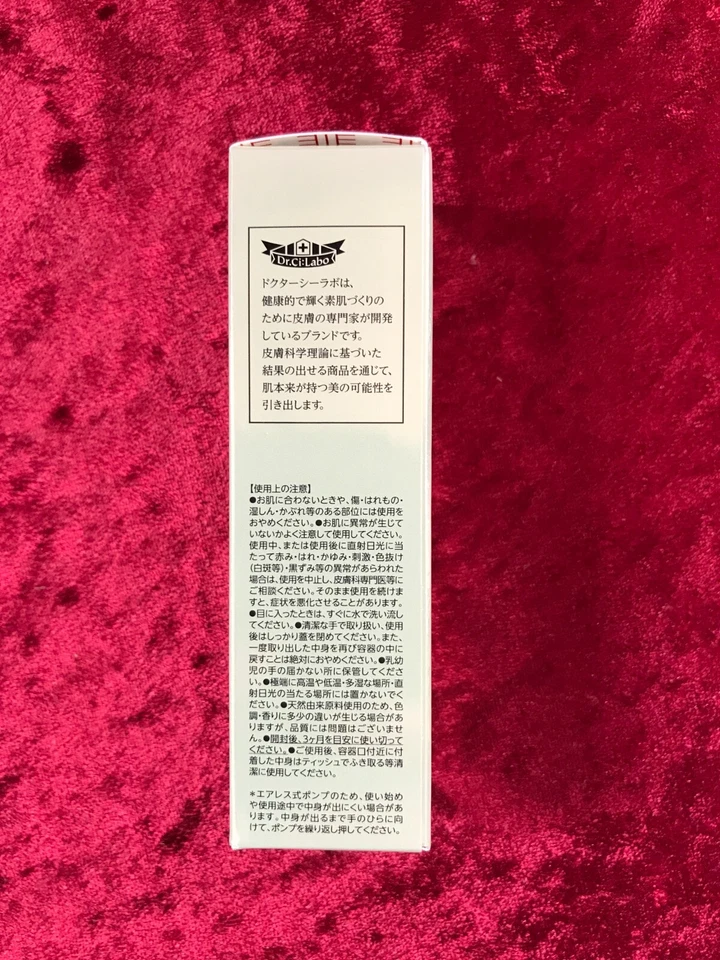 Dr.Ci:Labo
ドクターシーラボは、
健康的で輝く素肌づくりの
ために皮膚の専門家が開発
しているブランドです。
皮膚科学理論に基づいた
結果の出せる商品を通じて、
肌本来が持つ美の可能性を
引き出します。
【使用上の注意】
●お肌に合わないときや、傷・はれもの・
湿しん・かぶれ等のある部位には使用を
おやめください。●お肌に異常が生じて
いないかよく注意して使用してください。
使用中、または使用後に直射日光に当
たって赤み・はれ・かゆみ・刺激・色抜け
(白斑等)・黒ずみ等の異常があらわれた
場合は、使用を中止し、皮膚科専門医等に
ご相談ください。そのまま使用を続けま
すと、症状を悪化させることがあります。
●目に入ったときは、すぐに水で洗い流し
てください。●清潔な手で取り扱い、使用
後はしっかり蓋を閉めてください。また、
一度取り出した中身を再び容器の中に
戻すことは絶対におやめください。●乳幼
児の手の届かない所に保管してください。
●極端に高温や低温・多湿な場所・直
射日光の当たる場所には置かないでく
ださい。●天然由来原料使用のため、色
調・香りに多少の違いが生じる場合があ
りますが、品質には問題はございませ
ん。●開封後、3ヶ月を目安に使い切って
ください。●ご使用後、容器口付近に付
着した中身はティッシュでふき取る等清
潔に使用してください。
*エアレス式ポンプのため、使い始め
や使用途中で中身が出にくい場合があ
ります。中身が出るまで手のひらに向
けて、ポンプを繰り返し押してください。